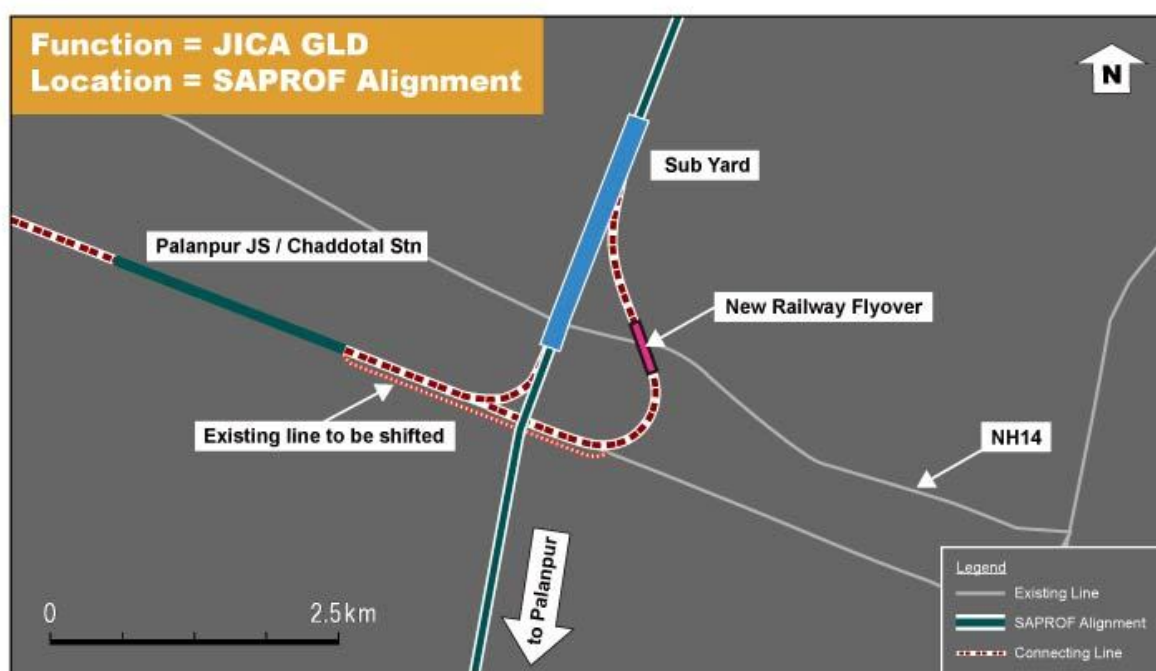 Function = JICA GLD
Location = SAPROF Alignment
N
Sub Yard
Palanpur JS / Chaddotal Stn
New Railway Flyover
Existing line to be shifted
NH14
to Palanpur
0 2.5km
Legend
Existing Line
SAPROF Alignment
Connecting Line